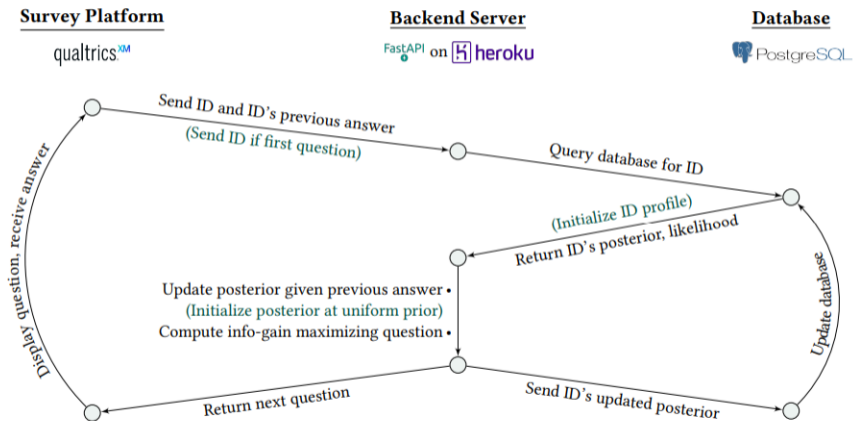 Survey Platform
Backend Server
Database
qualtrics.XM
FastAPI on heroku
PostgreSQL
Send ID and ID's previous answer
(Send ID if first question)
Query database for ID
(Initialize ID profile)
Return ID's posterior, likelihood
Display question, receive answer
Update posterior given previous answer •
(Initialize posterior at uniform prior)
Compute info-gain maximizing question •
Update database
Return next question
Send ID's updated posterior